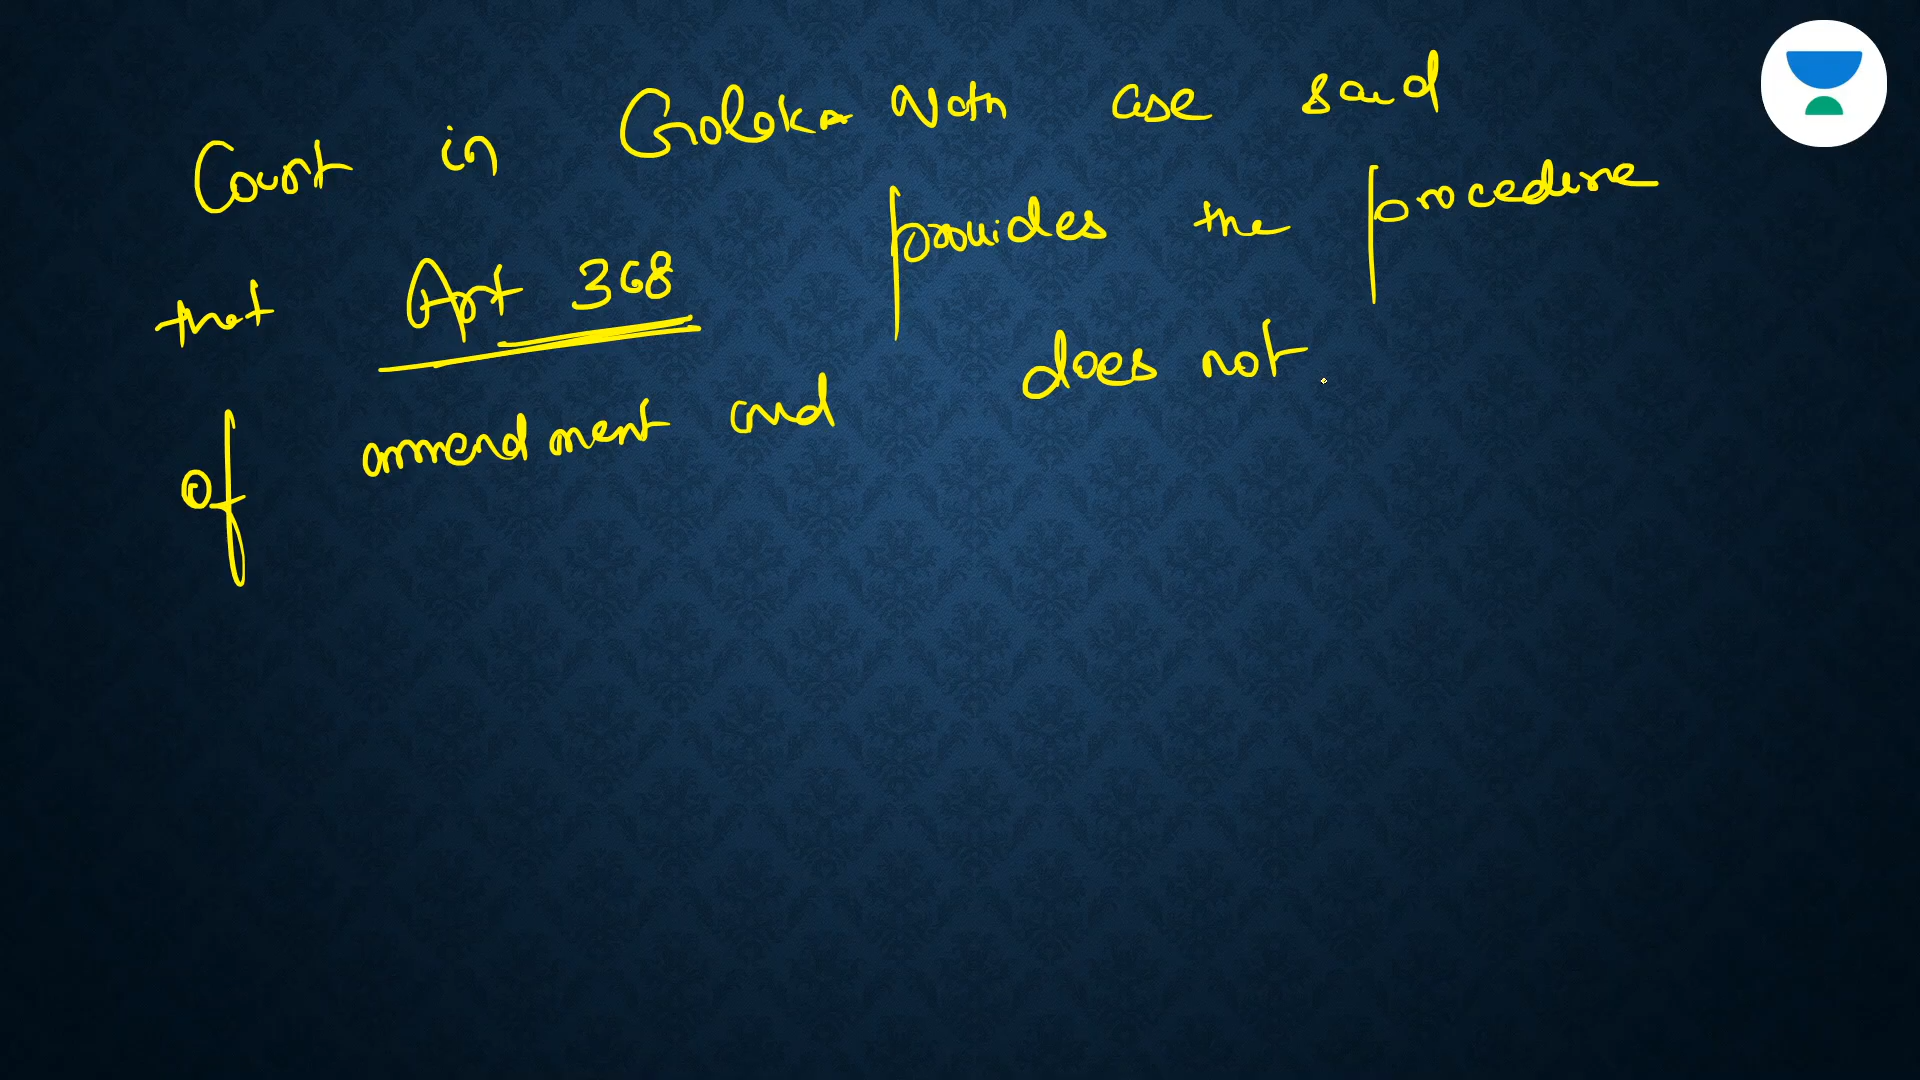 Court in Goloka Nath case said
that Art 368 provides the procedure
of ammendment and does not.